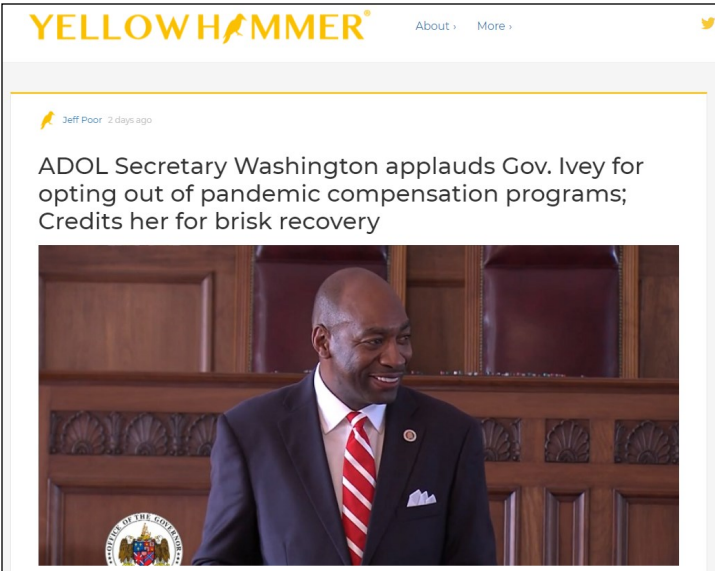 YELLOWHAMMER®
About › More ›
Jeff Poor 2 days ago
ADOL Secretary Washington applauds Gov. Ivey for
opting out of pandemic compensation programs;
Credits her for brisk recovery
OFFICE OF THE GOVERNOR